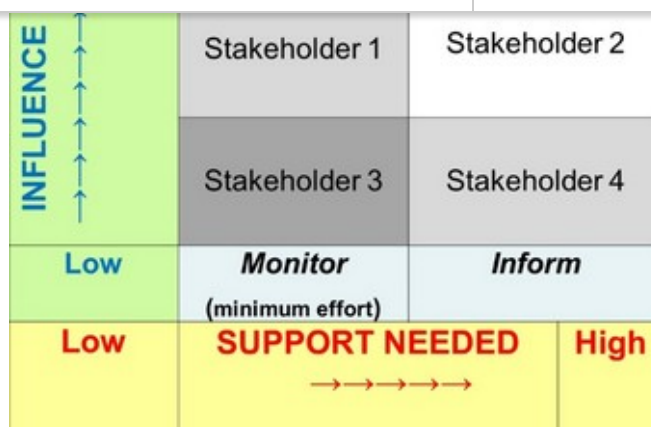 INFLUENCE
↑↑↑↑↑↑
Stakeholder 1
Stakeholder 2
Stakeholder 3
Stakeholder 4
Low
Monitor
Inform
(minimum effort)
Low
SUPPORT NEEDED
High
→→→→→